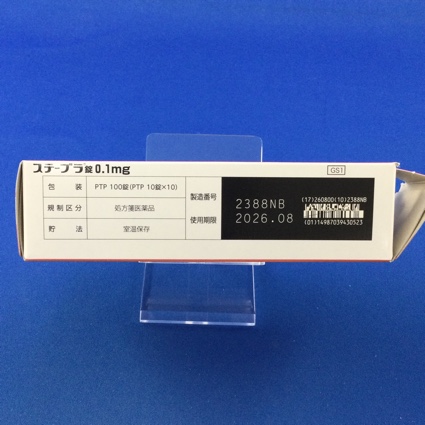 ステーブラ錠0.1mg
GS1
包装 PTP 100錠(PTP 10錠×10)
規制区分 処方箋医薬品
貯法 室温保存
製造番号 2388NB
使用期限 2026.08
(17)260800(10)2388NB
(01)14987039430523